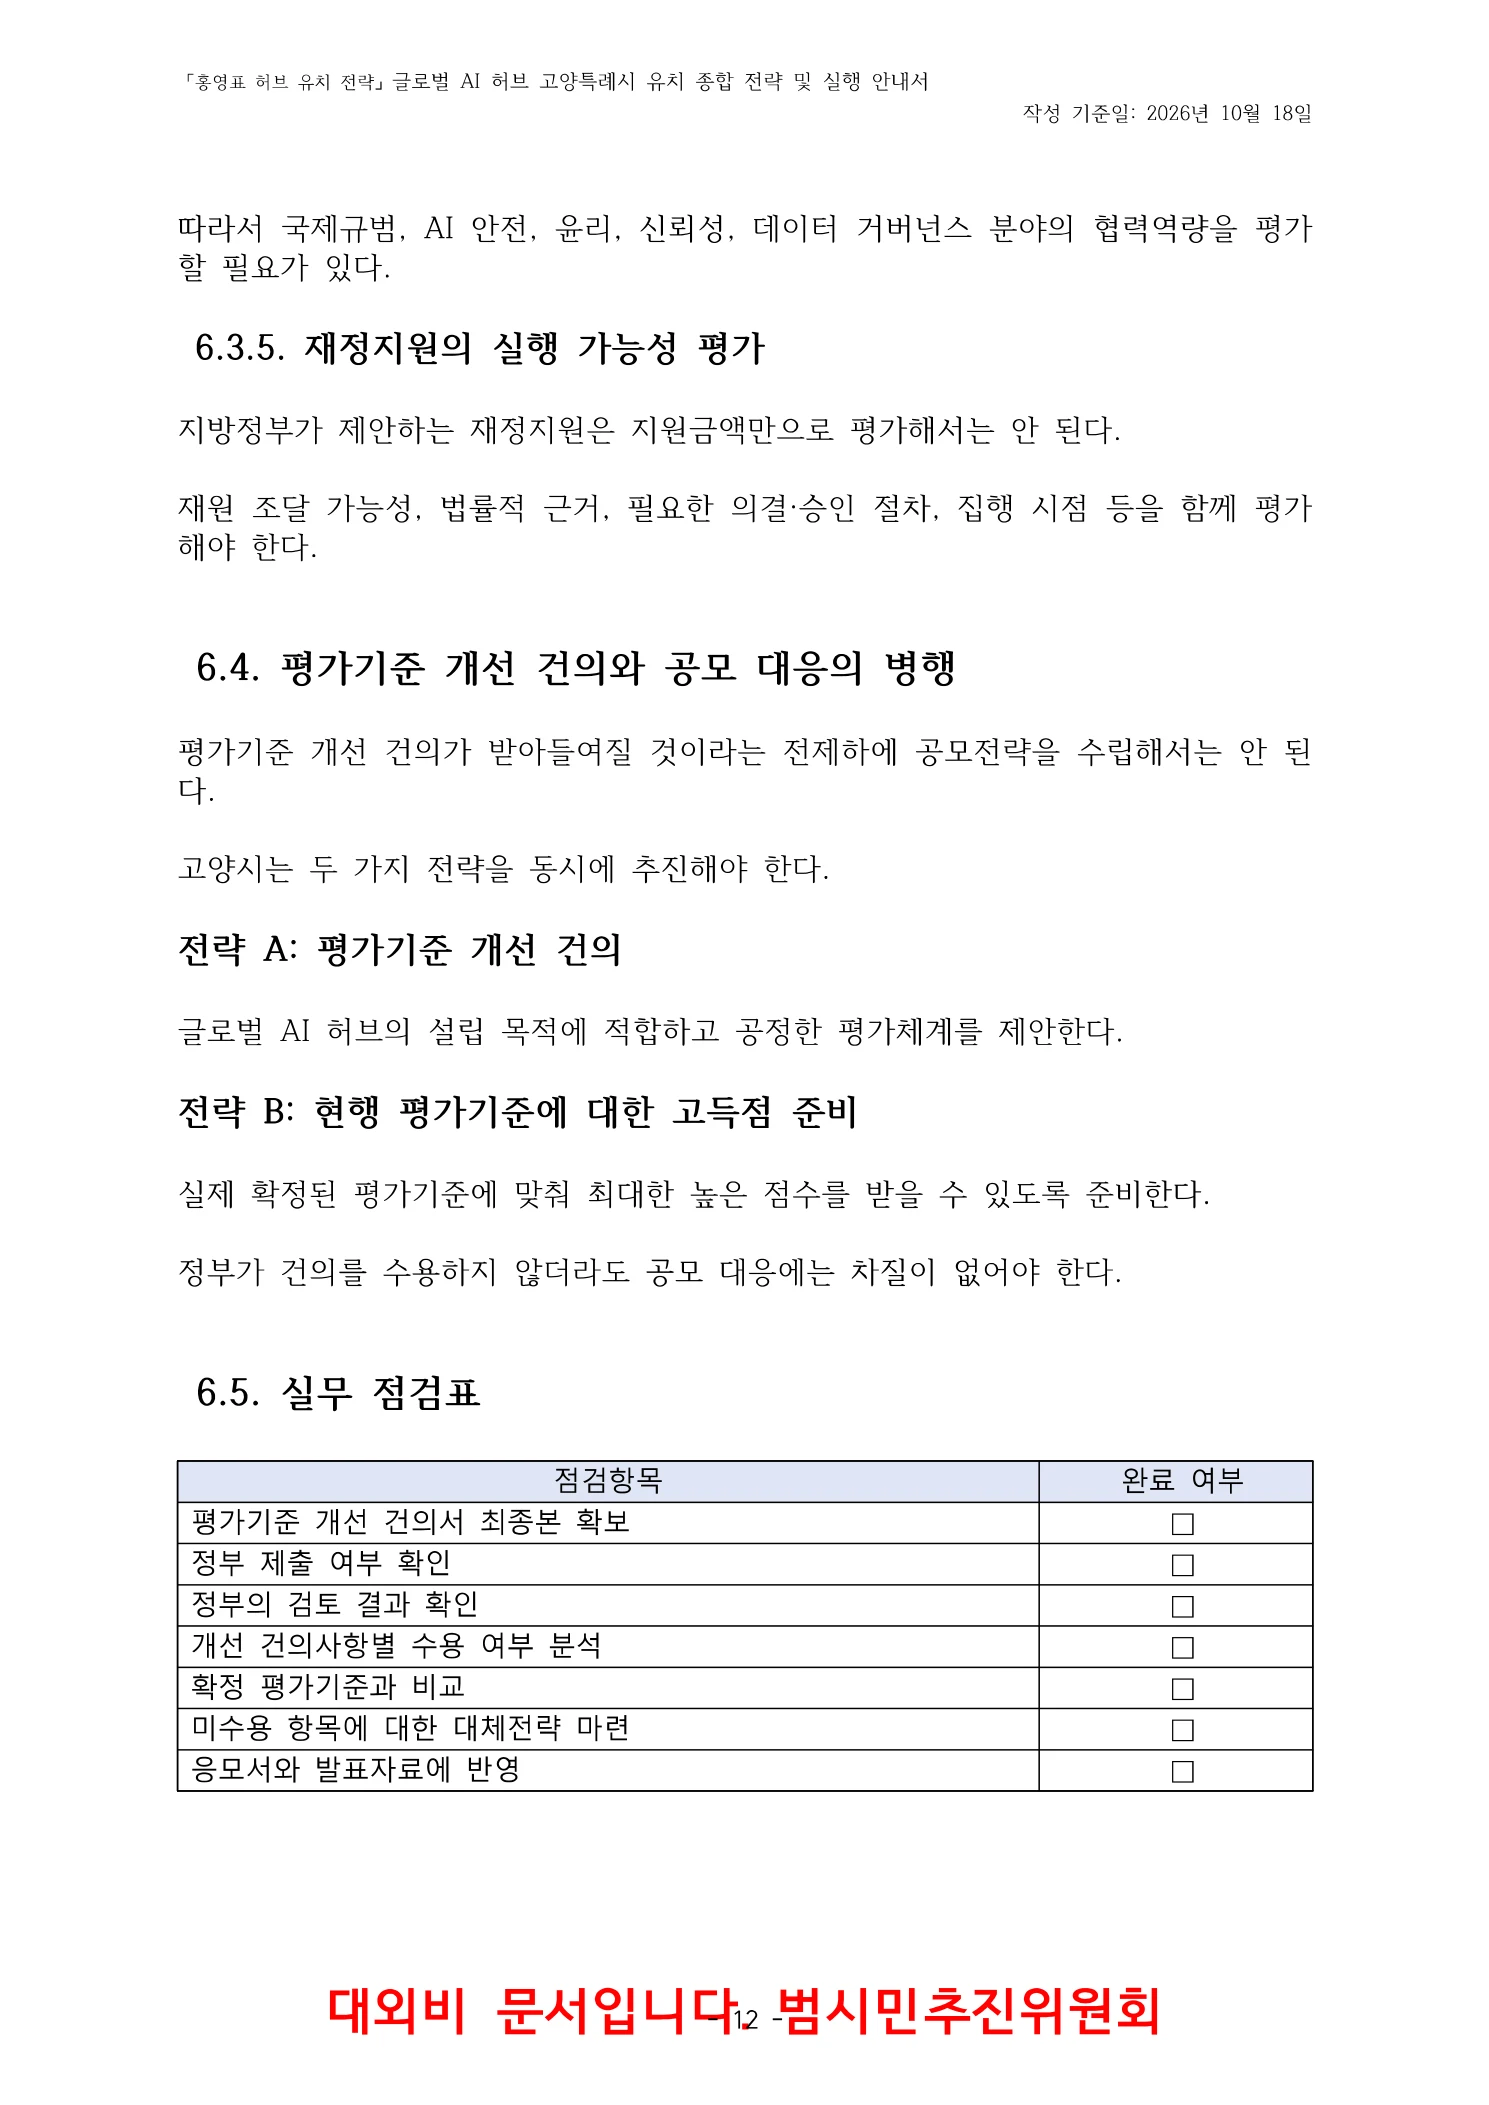 「홍영표 허브 유치 전략」 글로벌 AI 허브 고양특례시 유치 종합 전략 및 실행 안내서
작성 기준일: 2026년 10월 18일
따라서 국제규범, AI 안전, 윤리, 신뢰성, 데이터 거버넌스 분야의 협력역량을 평가
할 필요가 있다.
6.3.5. 재정지원의 실행 가능성 평가
지방정부가 제안하는 재정지원은 지원금액만으로 평가해서는 안 된다.
재원 조달 가능성, 법률적 근거, 필요한 의결·승인 절차, 집행 시점 등을 함께 평가
해야 한다.
6.4. 평가기준 개선 건의와 공모 대응의 병행
평가기준 개선 건의가 받아들여질 것이라는 전제하에 공모전략을 수립해서는 안 된
다.
고양시는 두 가지 전략을 동시에 추진해야 한다.
전략 A: 평가기준 개선 건의
글로벌 AI 허브의 설립 목적에 적합하고 공정한 평가체계를 제안한다.
전략 B: 현행 평가기준에 대한 고득점 준비
실제 확정된 평가기준에 맞춰 최대한 높은 점수를 받을 수 있도록 준비한다.
정부가 건의를 수용하지 않더라도 공모 대응에는 차질이 없어야 한다.
6.5. 실무 점검표
점검항목 완료 여부
평가기준 개선 건의서 최종본 확보 □
정부 제출 여부 확인 □
정부의 검토 결과 확인 □
개선 건의사항별 수용 여부 분석 □
확정 평가기준과 비교 □
미수용 항목에 대한 대체전략 마련 □
응모서와 발표자료에 반영 □
대외비 문서입니다. 범시민추진위원회
- 12 -